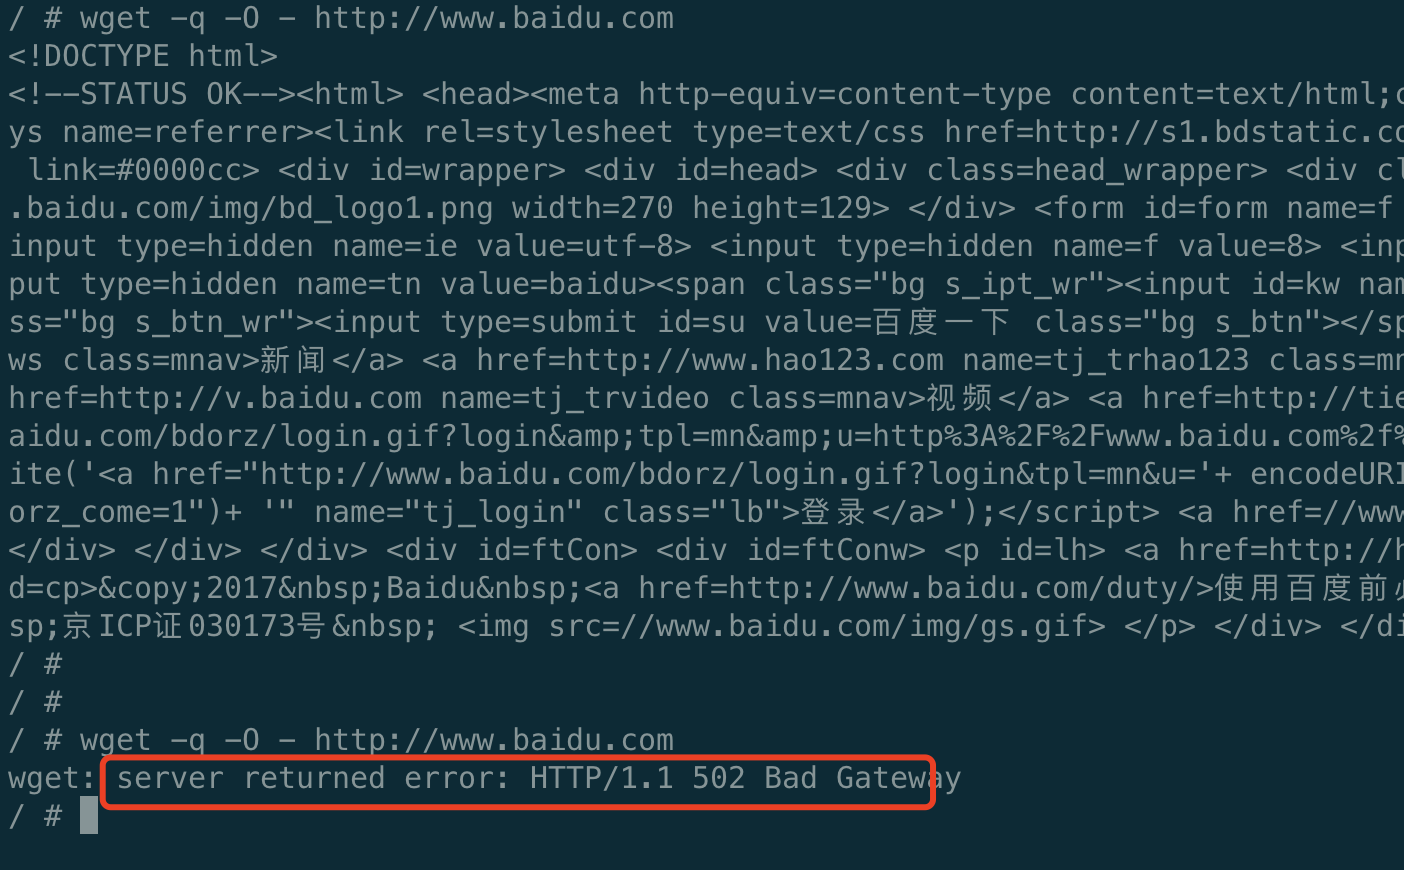 / # wget -q -O - http://www.baidu.com
<!DOCTYPE html>
<!--STATUS OK--><html> <head><meta http-equiv=content-type content=text/html;c
ys name=referrer><link rel=stylesheet type=text/css href=http://s1.bdstatic.co
 link=#0000cc> <div id=wrapper> <div id=head> <div class=head_wrapper> <div cl
.baidu.com/img/bd_logo1.png width=270 height=129> </div> <form id=form name=f
input type=hidden name=ie value=utf-8> <input type=hidden name=f value=8> <inp
put type=hidden name=tn value=baidu><span class="bg s_ipt_wr"><input id=kw nam
ss="bg s_btn_wr"><input type=submit id=su value=百度一下 class="bg s_btn"></sp
ws class=mnav>新闻</a> <a href=http://www.hao123.com name=tj_trhao123 class=mn
href=http://v.baidu.com name=tj_trvideo class=mnav>视频</a> <a href=http://tie
aidu.com/bdorz/login.gif?login&amp;tpl=mn&amp;u=http%3A%2F%2Fwww.baidu.com%2f%
ite('<a href="http://www.baidu.com/bdorz/login.gif?login&tpl=mn&u='+ encodeURI
orz_come=1")+ '" name="tj_login" class="lb">登录</a>');</script> <a href=//www
</div> </div> </div> <div id=ftCon> <div id=ftConw> <p id=lh> <a href=http://h
d=cp>&copy;2017&nbsp;Baidu&nbsp;<a href=http://www.baidu.com/duty/>使用百度前必
sp;京ICP证030173号&nbsp; <img src=//www.baidu.com/img/gs.gif> </p> </div> </di
/ #
/ #
/ # wget -q -O - http://www.baidu.com
wget: server returned error: HTTP/1.1 502 Bad Gateway
/ #